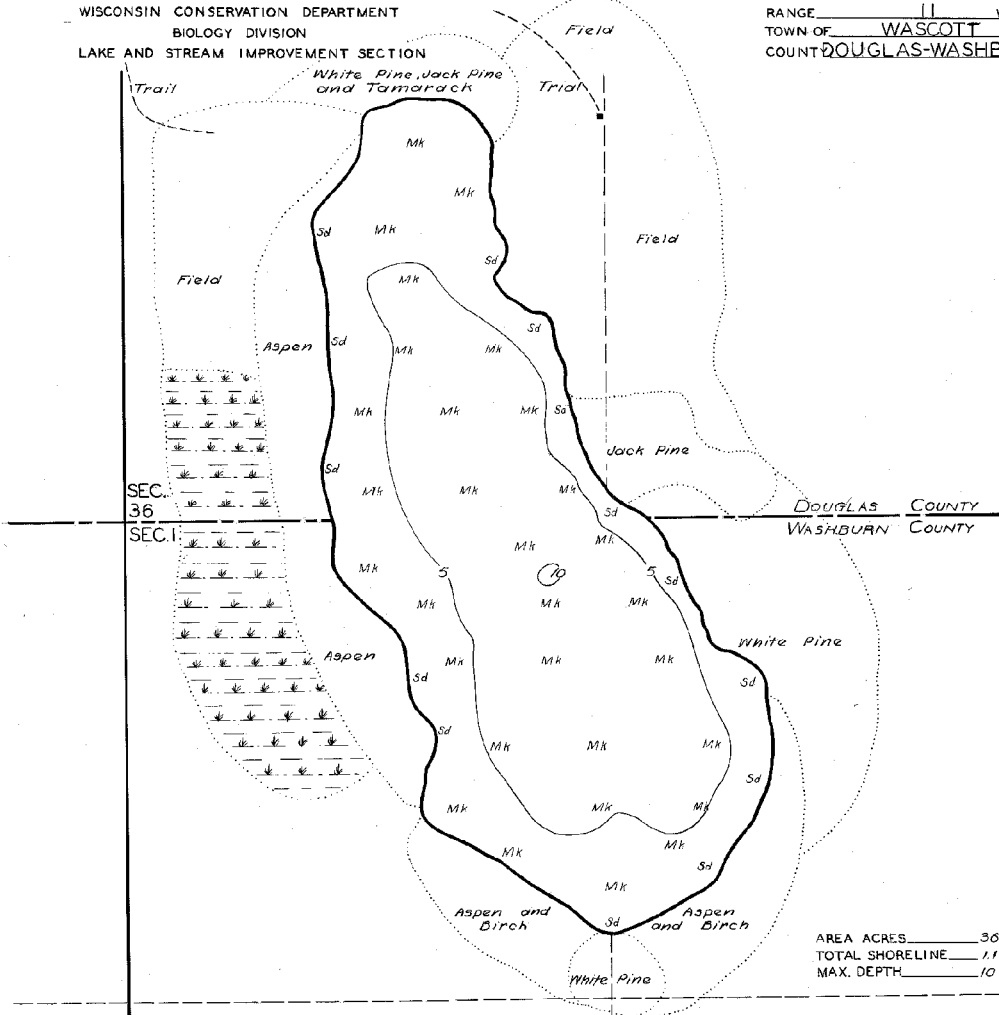 WISCONSIN CONSERVATION DEPARTMENT
BIOLOGY DIVISION
LAKE AND STREAM IMPROVEMENT SECTION
RANGE 11
TOWN OF WASCOTT
COUNTY DOUGLAS-WASHB
Field
Trail
White Pine, Jack Pine
and Tamarack
Trial
Mk
Mk
Sd
Mk
Sd
Field
Field
Mk
Sd
Aspen
Sd
Mk
Mk
Mk
Mk
Mk
Sd
Jack Pine
Sd
Mk
Mk
Mk
SEC.
36
Sd
DOUGLAS COUNTY
SEC. 1
WASHBURN COUNTY
Mk
Mk
Mk
5
10
5
Sd
Mk
Mk
Mk
White Pine
Aspen
Mk
Mk
Mk
Sd
Sd
Sd
Mk
Mk
Mk
Sd
Mk
Mk
Mk
Mk
Mk
Sd
Mk
Aspen and
Birch
Sd
Aspen
and Birch
White Pine
AREA ACRES 36
TOTAL SHORELINE 1.1
MAX. DEPTH 10